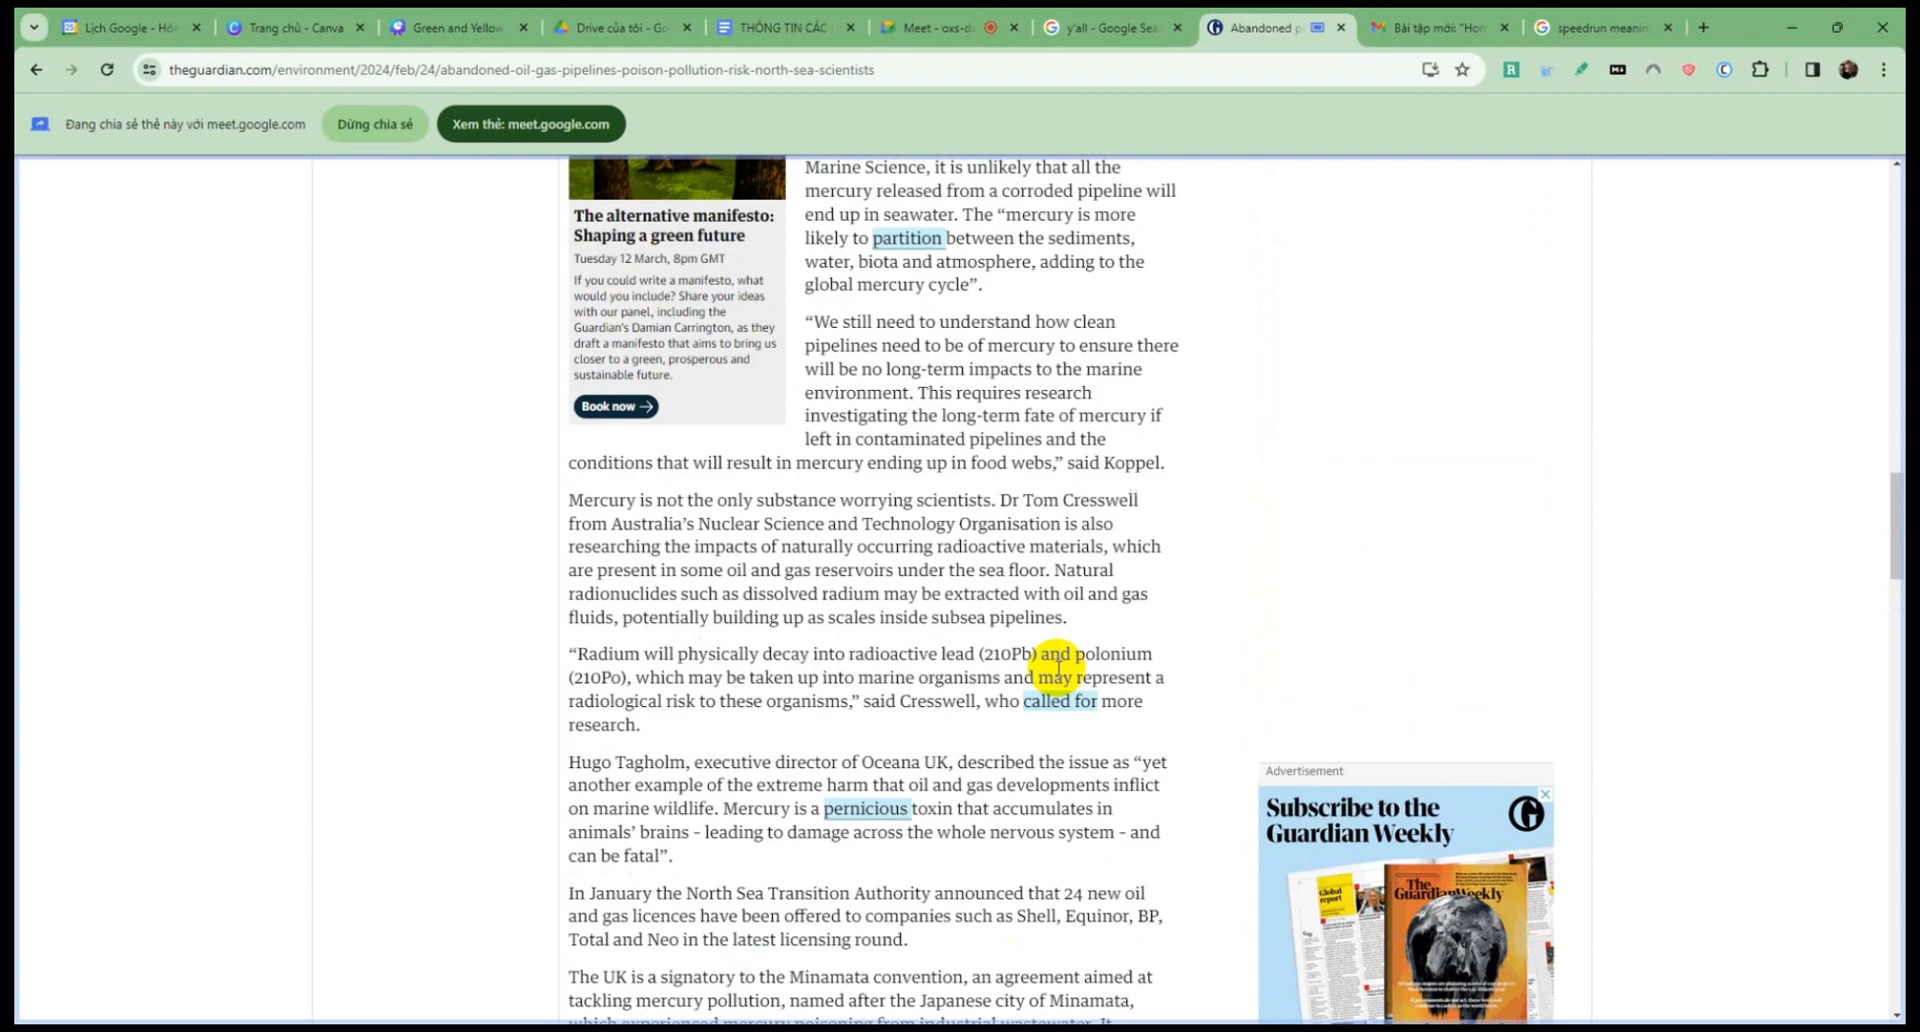 Lịch Google - Hô
Trang chủ - Canva
Green and Yellow
Drive của tôi - Go
THÔNG TIN CÁC
Meet - oxs-d
y'all - Google Sea
Abandoned p
Bài tập mới: "Hon
speedrun meanin
theguardian.com/environment/2024/feb/24/abandoned-oil-gas-pipelines-poison-pollution-risk-north-sea-scientists
Đang chia sẻ thẻ này với meet.google.com
Dừng chia sẻ
Xem thẻ: meet.google.com
The alternative manifesto:
Shaping a green future
Tuesday 12 March, 8pm GMT
If you could write a manifesto, what
would you include? Share your ideas
with our panel, including the
Guardian's Damian Carrington, as they
draft a manifesto that aims to bring us
closer to a green, prosperous and
sustainable future.
Book now
Marine Science, it is unlikely that all the
mercury released from a corroded pipeline will
end up in seawater. The “mercury is more
likely to partition between the sediments,
water, biota and atmosphere, adding to the
global mercury cycle”.
“We still need to understand how clean
pipelines need to be of mercury to ensure there
will be no long-term impacts to the marine
environment. This requires research
investigating the long-term fate of mercury if
left in contaminated pipelines and the
conditions that will result in mercury ending up in food webs,” said Koppel.
Mercury is not the only substance worrying scientists. Dr Tom Cresswell
from Australia’s Nuclear Science and Technology Organisation is also
researching the impacts of naturally occurring radioactive materials, which
are present in some oil and gas reservoirs under the sea floor. Natural
radionuclides such as dissolved radium may be extracted with oil and gas
fluids, potentially building up as scales inside subsea pipelines.
“Radium will physically decay into radioactive lead (210Pb) and polonium
(210Po), which may be taken up into marine organisms and may represent a
radiological risk to these organisms,” said Cresswell, who called for more
research.
Hugo Tagholm, executive director of Oceana UK, described the issue as “yet
another example of the extreme harm that oil and gas developments inflict
on marine wildlife. Mercury is a pernicious toxin that accumulates in
animals’ brains – leading to damage across the whole nervous system – and
can be fatal”.
In January the North Sea Transition Authority announced that 24 new oil
and gas licences have been offered to companies such as Shell, Equinor, BP,
Total and Neo in the latest licensing round.
The UK is a signatory to the Minamata convention, an agreement aimed at
tackling mercury pollution, named after the Japanese city of Minamata,
which experienced mercury poisoning from industrial wastewater. It
Advertisement
Subscribe to the
Guardian Weekly
Global
report
The
Guardian Weekly